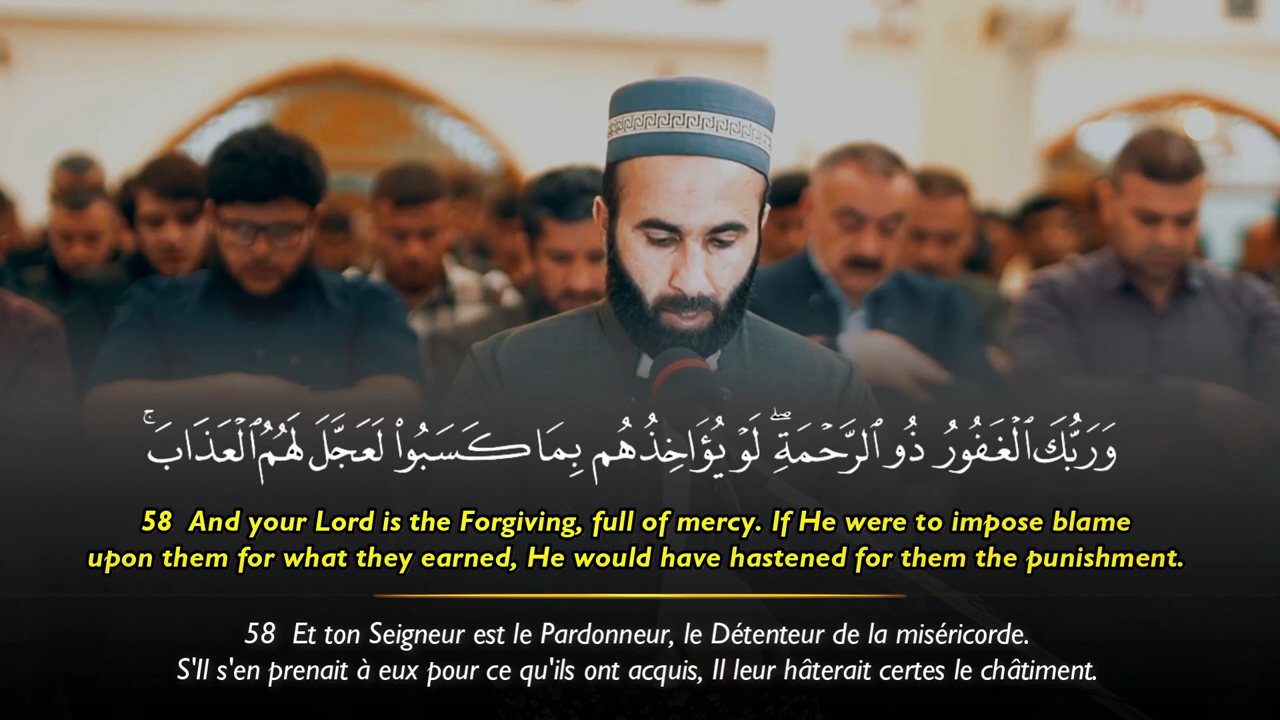 وَرَبُّكَ ٱلْغَفُورُ ذُو ٱلرَّحْمَةِ ۖ لَوْ يُؤَاخِذُهُم بِمَا كَسَبُوا۟ لَعَجَّلَ لَهُمُ ٱلْعَذَابَ ۚ
58 And your Lord is the Forgiving, full of mercy. If He were to impose blame
upon them for what they earned, He would have hastened for them the punishment.
58 Et ton Seigneur est le Pardonneur, le Détenteur de la miséricorde.
S'Il s'en prenait à eux pour ce qu'ils ont acquis, Il leur hâterait certes le châtiment.